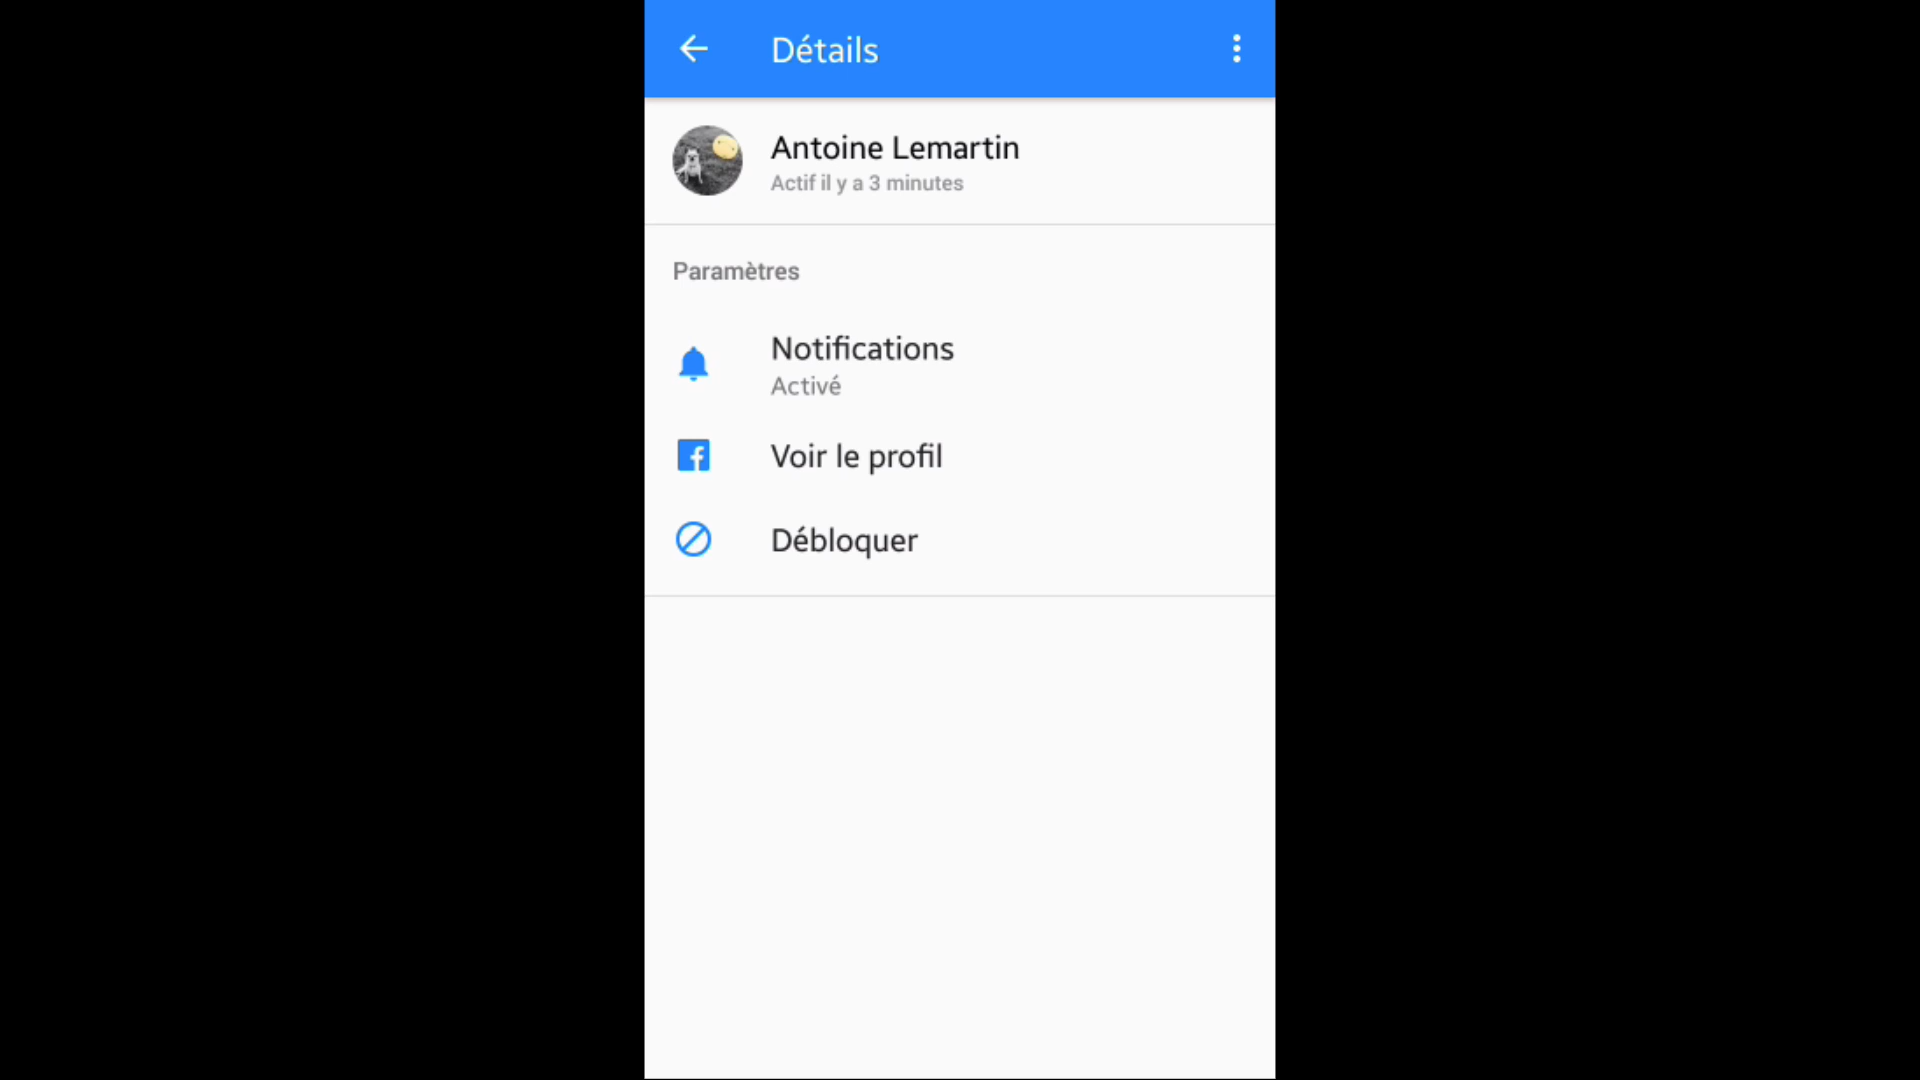 Détails
Antoine Lemartin
Actif il y a 3 minutes
Paramètres
Notifications
Activé
Voir le profil
Débloquer